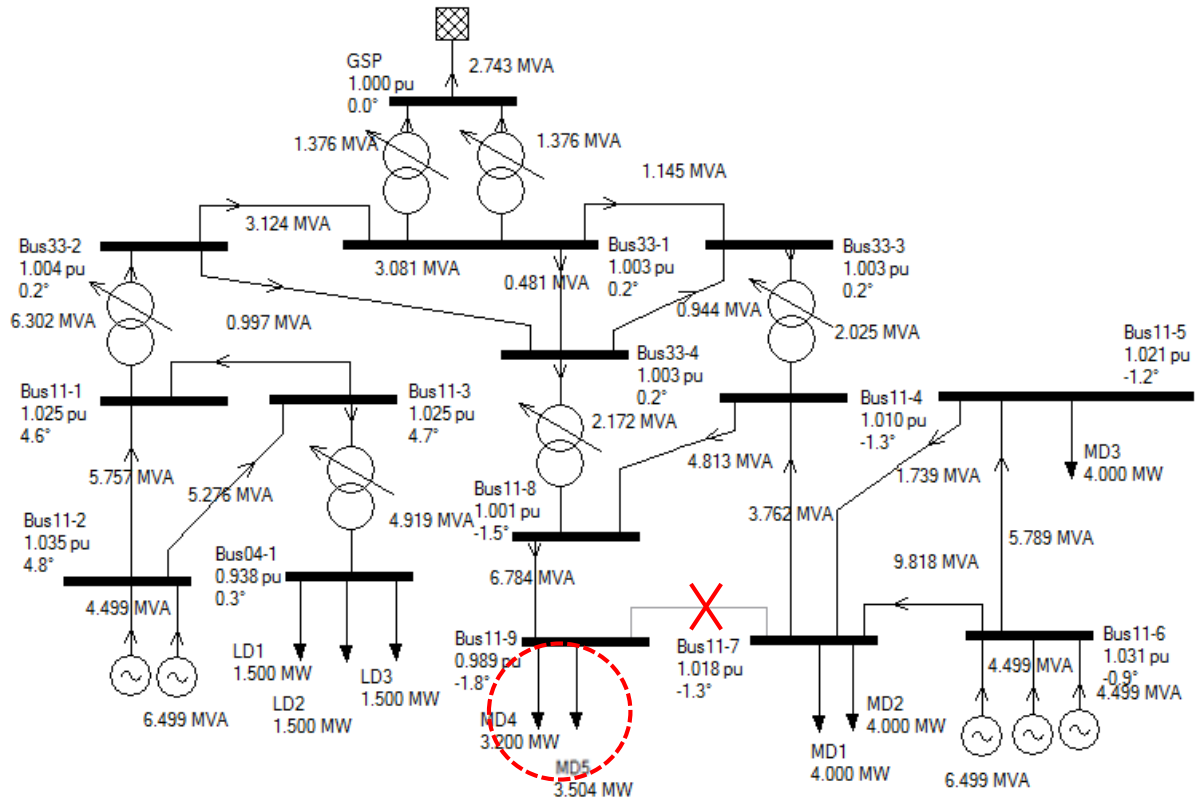 GSP
1.000 pu
0.0°
2.743 MVA
1.376 MVA
1.376 MVA
1.145 MVA
3.124 MVA
Bus33-2
1.004 pu
0.2°
3.081 MVA
0.481 MVA
Bus33-1
1.003 pu
0.2°
Bus33-3
1.003 pu
0.2°
6.302 MVA
0.997 MVA
0.944 MVA
2.025 MVA
Bus33-4
1.003 pu
0.2°
Bus11-5
1.021 pu
-1.2°
Bus11-1
1.025 pu
4.6°
Bus11-3
1.025 pu
4.7°
2.172 MVA
Bus11-4
1.010 pu
-1.3°
5.757 MVA
5.276 MVA
4.919 MVA
4.813 MVA
1.739 MVA
MD3
4.000 MW
Bus11-8
1.001 pu
-1.5°
3.762 MVA
5.789 MVA
Bus11-2
1.035 pu
4.8°
Bus04-1
0.938 pu
0.3°
9.818 MVA
6.784 MVA
4.499 MVA
Bus11-9
0.989 pu
-1.8°
Bus11-7
1.018 pu
-1.3°
Bus11-6
1.031 pu
-0.9°
4.499 MVA
4.499 MVA
LD1
1.500 MW
LD2
1.500 MW
LD3
1.500 MW
6.499 MVA
MD4
3.200 MW
MD5
3.504 MW
MD2
4.000 MW
MD1
4.000 MW
6.499 MVA